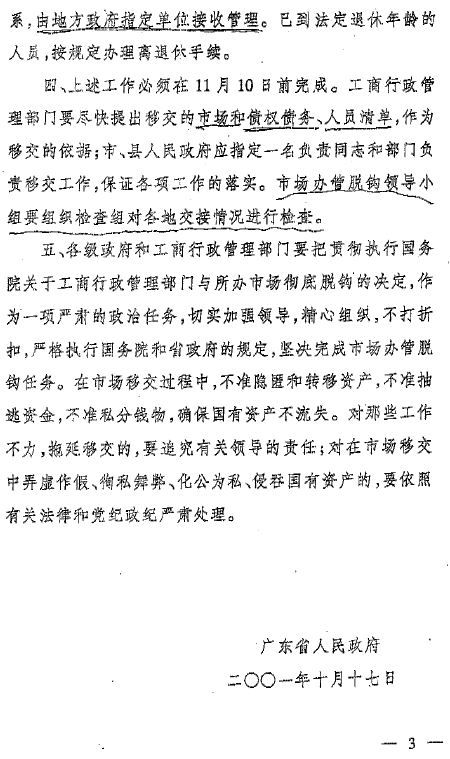 系,由地方政府指定单位接收管理。已到法定退休年龄的
人员,按规定办理离退休手续。
四、上述工作必须在11月10日前完成。工商行政管
理部门要尽快提出移交的市场和债权债务、人员清单,作为
移交的依据;市、县人民政府应指定一名负责同志和部门负
责移交工作,保证各项工作的落实。市场办管脱钩领导小
组要组织检查组对各地交接情况进行检查。
五、各级政府和工商行政管理部门要把贯彻执行国务
院关于工商行政管理部门与所办市场彻底脱钩的决定,作
为一项严肃的政治任务,切实加强领导,精心组织,不打折
扣,严格执行国务院和省政府的规定,坚决完成市场办管脱
钩任务。在市场移交过程中,不准隐匿和转移资产,不准抽
逃资金,不准私分钱物,确保国有资产不流失。对那些工作
不力,拖延移交的,要追究有关领导的责任;对在市场移交
中弄虚作假、徇私舞弊、化公为私、侵吞国有资产的,要依照
有关法律和党纪政纪严肃处理。
广东省人民政府
二〇〇一年十月十七日
— 3 —